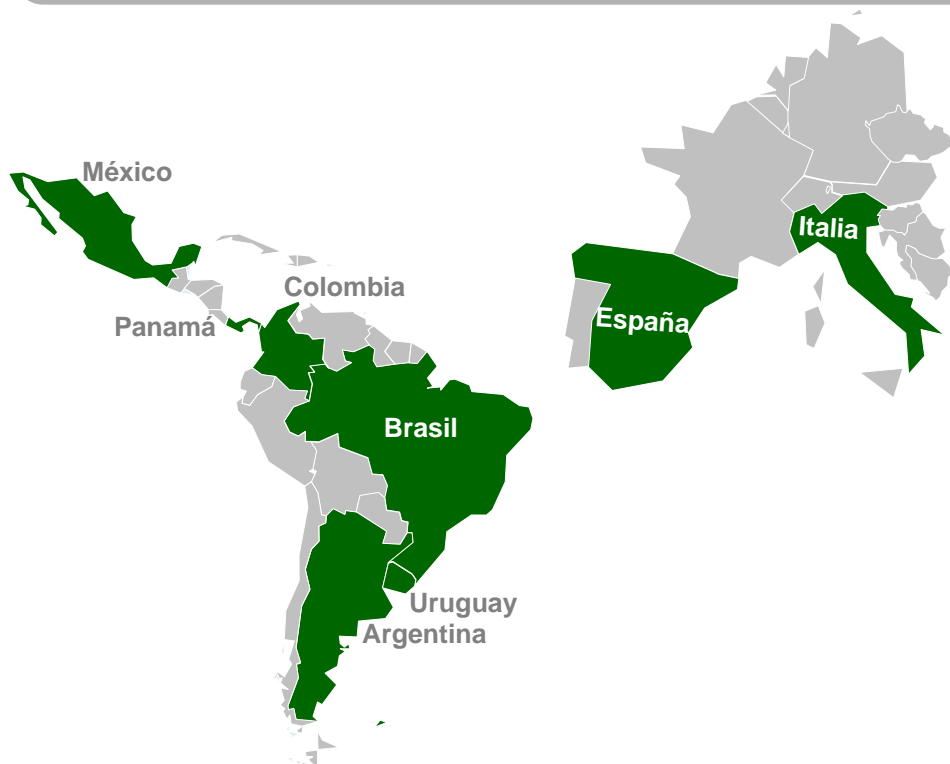 México
Italia
Colombia
Panamá
España
Brasil
Uruguay
Argentina